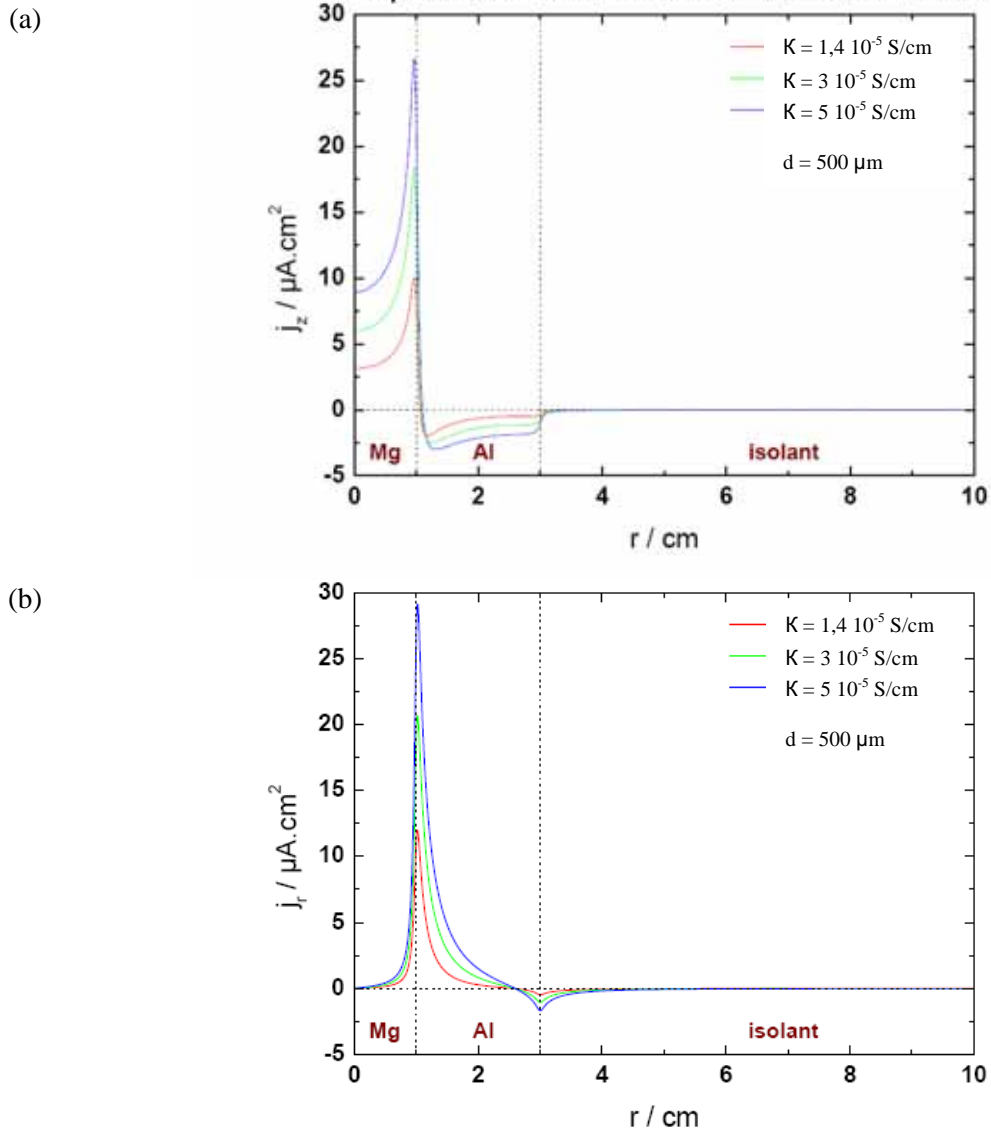 (a)
30
25
20
15
10
5
0
-5
j_z / µA.cm²
K = 1,4 10⁻⁵ S/cm
K = 3 10⁻⁵ S/cm
K = 5 10⁻⁵ S/cm
d = 500 µm
Mg Al isolant
0 2 4 6 8 10
r / cm
(b)
30
25
20
15
10
5
0
-5
j_r / µA.cm²
K = 1,4 10⁻⁵ S/cm
K = 3 10⁻⁵ S/cm
K = 5 10⁻⁵ S/cm
d = 500 µm
Mg Al isolant
0 2 4 6 8 10
r / cm